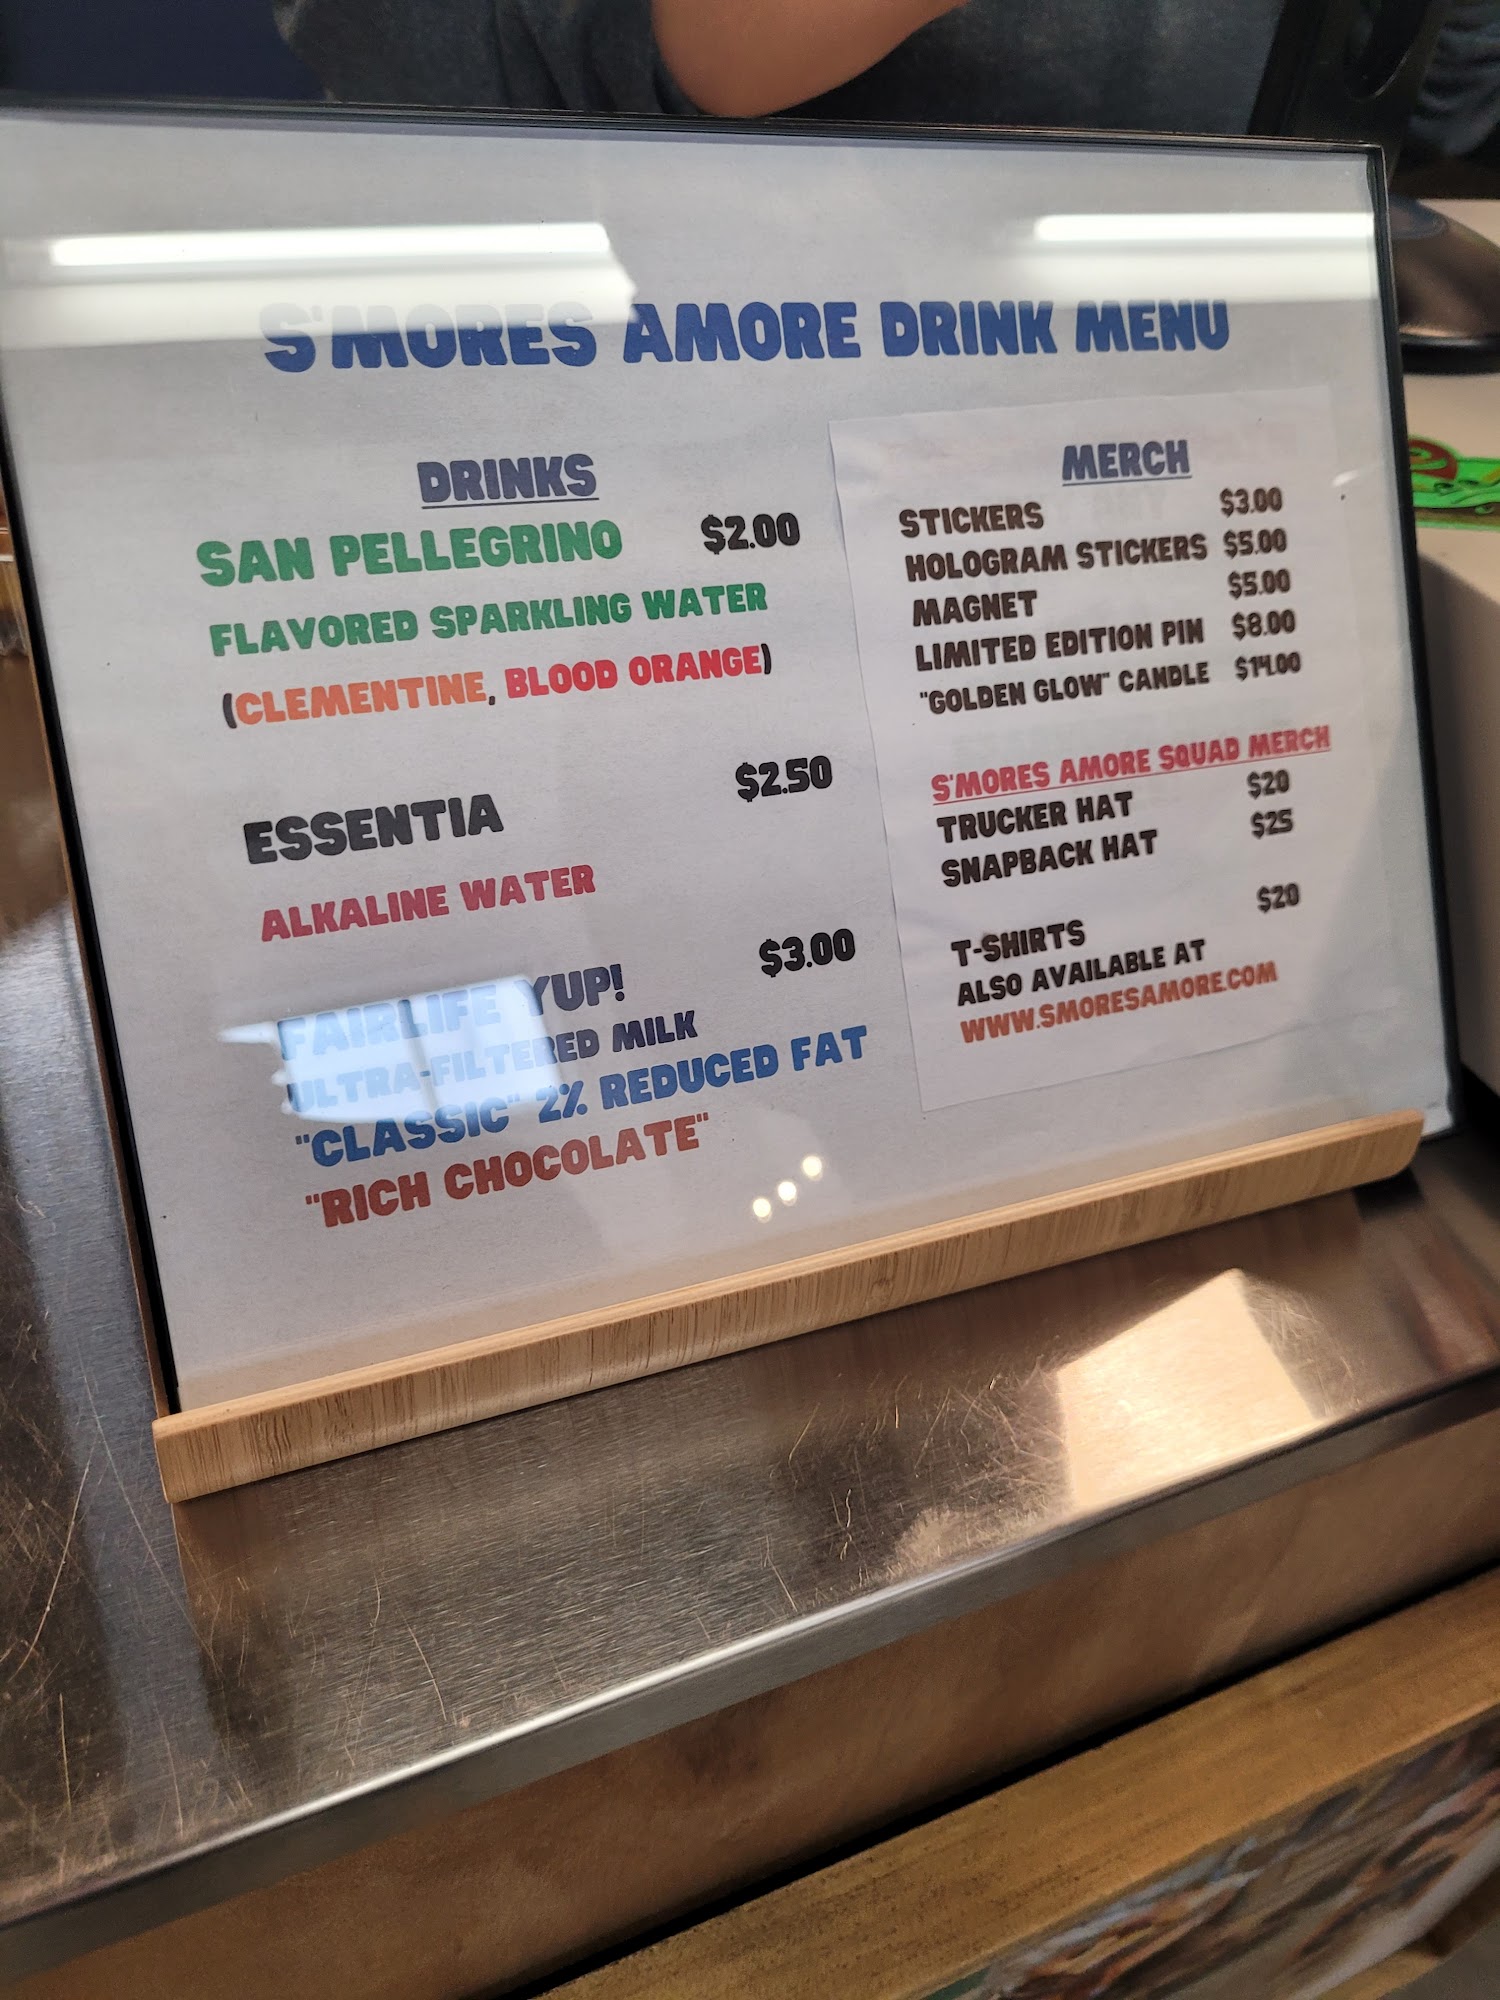 S'MORES AMORE DRINK MENU
DRINKS
SAN PELLEGRINO $2.00
FLAVORED SPARKLING WATER
(CLEMENTINE, BLOOD ORANGE)
ESSENTIA $2.50
ALKALINE WATER
FAIRLIFE YUP! $3.00
ULTRA-FILTERED MILK
"CLASSIC" 2% REDUCED FAT
"RICH CHOCOLATE"
MERCH
STICKERS $3.00
HOLOGRAM STICKERS $5.00
MAGNET $5.00
LIMITED EDITION PIN $8.00
"GOLDEN GLOW" CANDLE $14.00
S'MORES AMORE SQUAD MERCH
TRUCKER HAT $20
SNAPBACK HAT $25
T-SHIRTS $20
ALSO AVAILABLE AT
WWW.SMORESAMORE.COM